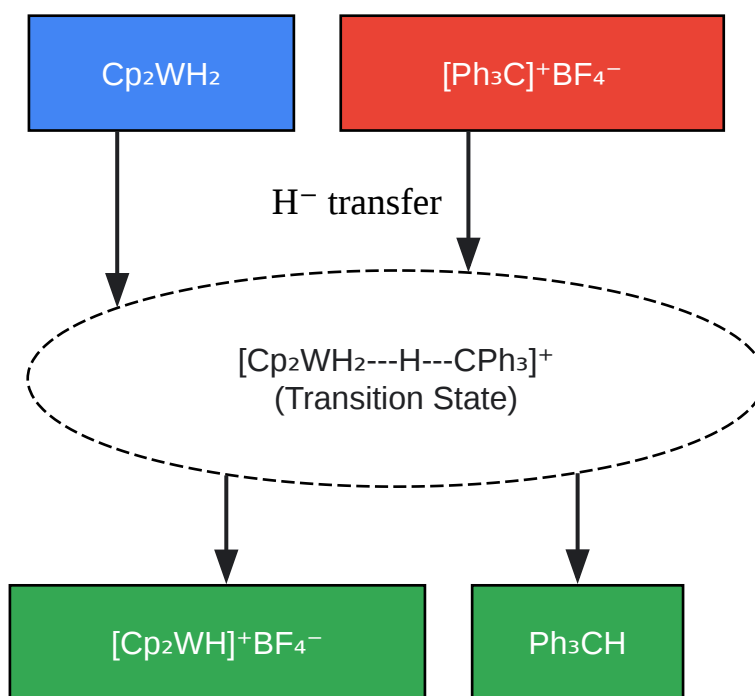 Cp₂WH₂
[Ph₃C]⁺BF₄⁻
H⁻ transfer
[Cp₂WH₂---H---CPh₃]⁺
(Transition State)
[Cp₂WH]⁺BF₄⁻
Ph₃CH